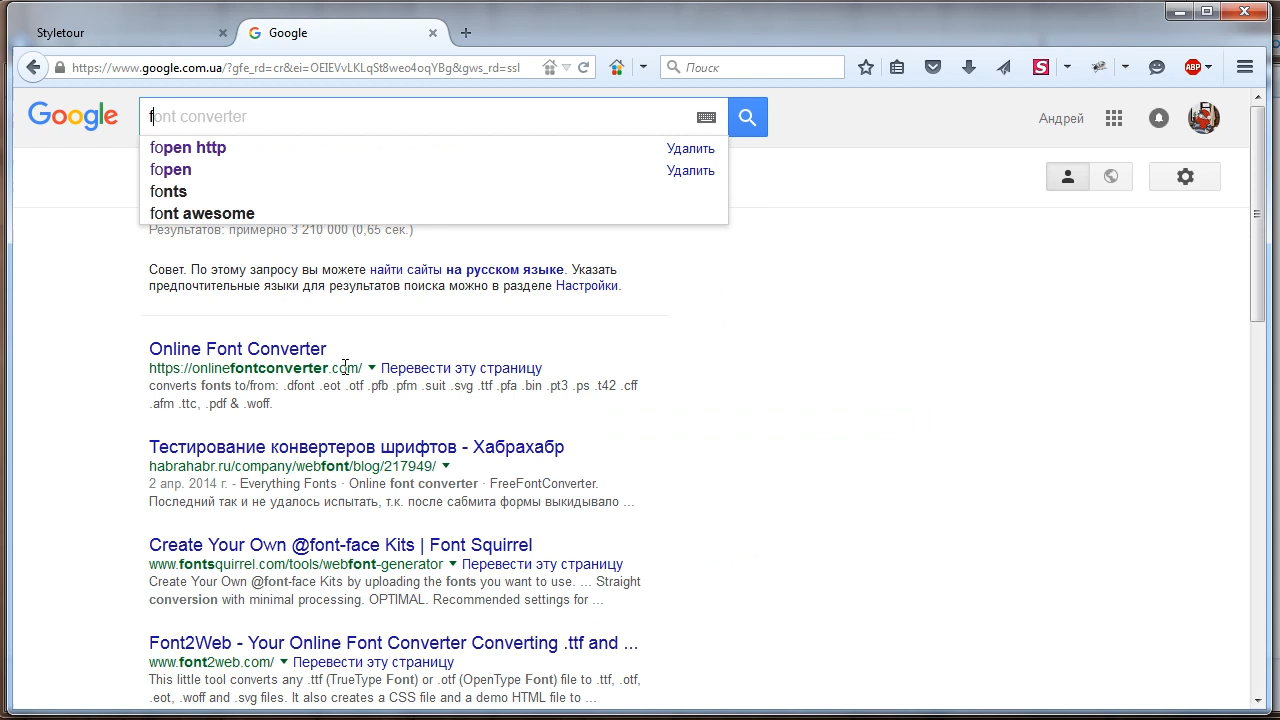 Styletour
Google
https://www.google.com.ua/?gfe_rd=cr&ei=OEIEVvLKLqSt8weo4oqYBg&gws_rd=ssl
Поиск
S
ABP
Google
font converter
Андрей
fopen http
Удалить
fopen
Удалить
fonts
font awesome
Результатов: примерно 3 210 000 (0,65 сек.)
Совет. По этому запросу вы можете найти сайты на русском языке. Указать
предпочтительные языки для результатов поиска можно в разделе Настройки.
Online Font Converter
https://onlinefontconverter.com/ Перевести эту страницу
converts fonts to/from: .dfont .eot .otf .pfb .pfm .suit .svg .ttf .pfa .bin .pt3 .ps .t42 .cff
.afm .ttc, .pdf & .woff.
Тестирование конвертеров шрифтов - Хабрахабр
habrahabr.ru/company/webfont/blog/217949/
2 апр. 2014 г. - Everything Fonts · Online font converter · FreeFontConverter.
Последний так и не удалось испытать, т.к. после сабмита формы выкидывало ...
Create Your Own @font-face Kits | Font Squirrel
www.fontsquirrel.com/tools/webfont-generator Перевести эту страницу
Create Your Own @font-face Kits by uploading the fonts you want to use. ... Straight
conversion with minimal processing. OPTIMAL. Recommended settings for ...
Font2Web - Your Online Font Converter Converting .ttf and ...
www.font2web.com/ Перевести эту страницу
This little tool converts any .ttf (TrueType Font) or .otf (OpenType Font) file to .ttf, .otf,
.eot, .woff and .svg files. It also creates a CSS file and a demo HTML file to ...